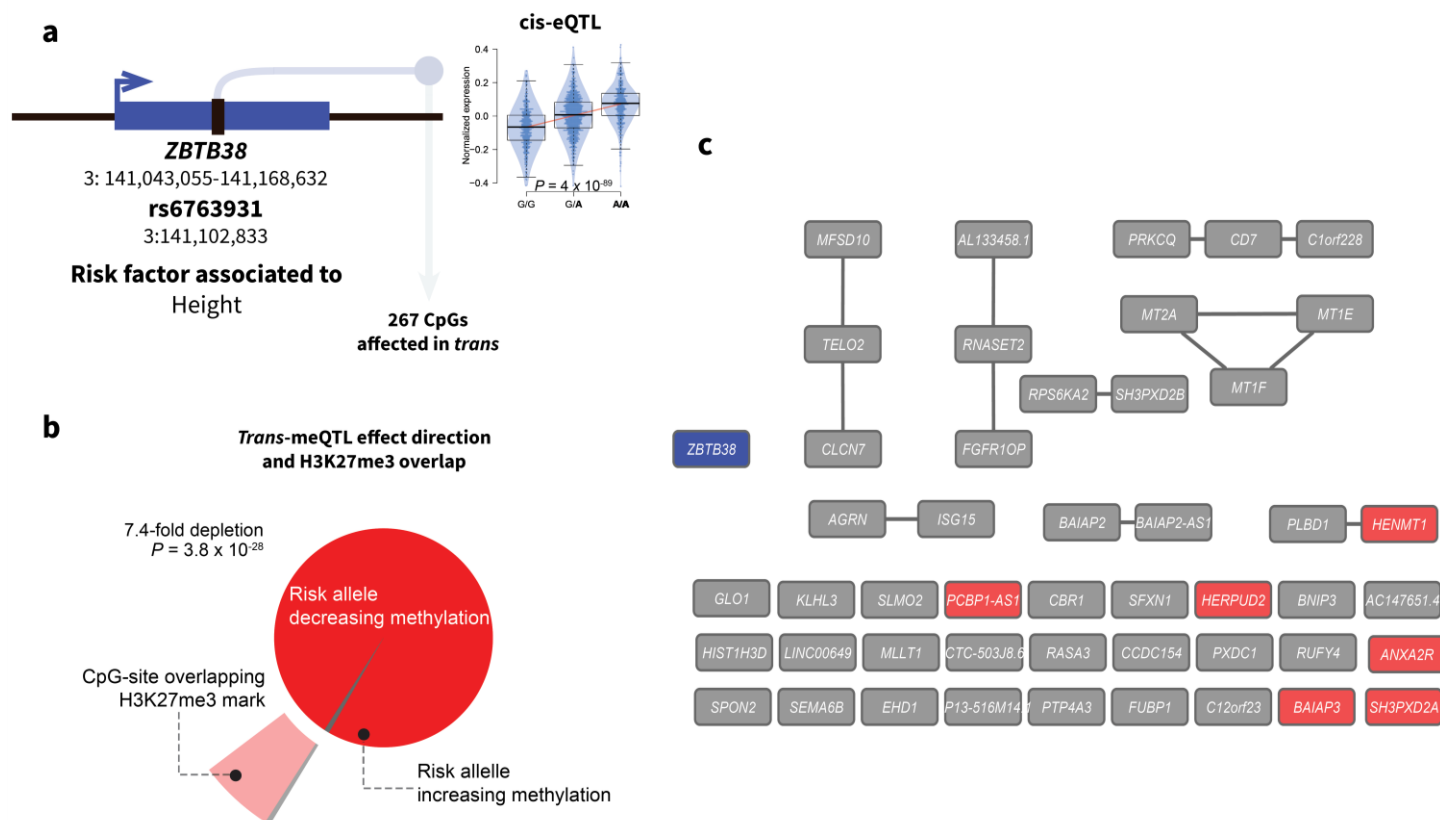 a
cis-eQTL
Normalized expression
0.4
0.2
0.0
−0.2
−0.4
P = 4 x 10-89
G/G
G/A
A/A
ZBTB38
3: 141,043,055-141,168,632
rs6763931
3:141,102,833
Risk factor associated to
Height
267 CpGs
affected in trans
b
Trans-meQTL effect direction
and H3K27me3 overlap
7.4-fold depletion
P = 3.8 x 10-28
Risk allele
decreasing methylation
CpG-site overlapping
H3K27me3 mark
Risk allelle
increasing methylation
c
MFSD10
AL133458.1
PRKCQ
CD7
C1orf228
MT2A
MT1E
TELO2
RNASET2
RPS6KA2
SH3PXD2B
MT1F
ZBTB38
CLCN7
FGFR1OP
AGRN
ISG15
BAIAP2
BAIAP2-AS1
PLBD1
HENMT1
GLO1
KLHL3
SLMO2
PCBP1-AS1
CBR1
SFXN1
HERPUD2
BNIP3
AC147651.4
HIST1H3D
LINC00649
MLLT1
CTC-503J8.6
RASA3
CCDC154
PXDC1
RUFY4
ANXA2R
SPON2
SEMA6B
EHD1
P13-516M14.1
PTP4A3
FUBP1
C12orf23
BAIAP3
SH3PXD2A